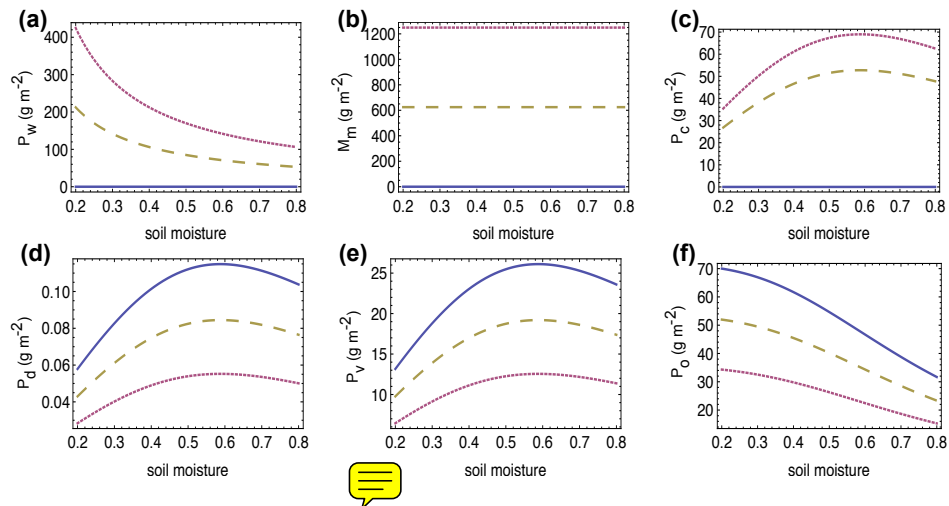 (a)
P_w (g m⁻²)
400
300
200
100
0
0.2 0.3 0.4 0.5 0.6 0.7 0.8
soil moisture
(b)
M_m (g m⁻²)
1200
1000
800
600
400
200
0
0.2 0.3 0.4 0.5 0.6 0.7 0.8
soil moisture
(c)
P_c (g m⁻²)
70
60
50
40
30
20
10
0
0.2 0.3 0.4 0.5 0.6 0.7 0.8
soil moisture
(d)
P_d (g m⁻²)
0.10
0.08
0.06
0.04
0.2 0.3 0.4 0.5 0.6 0.7 0.8
soil moisture
(e)
P_v (g m⁻²)
25
20
15
10
0.2 0.3 0.4 0.5 0.6 0.7 0.8
soil moisture
(f)
P_o (g m⁻²)
70
60
50
40
30
20
0.2 0.3 0.4 0.5 0.6 0.7 0.8
soil moisture